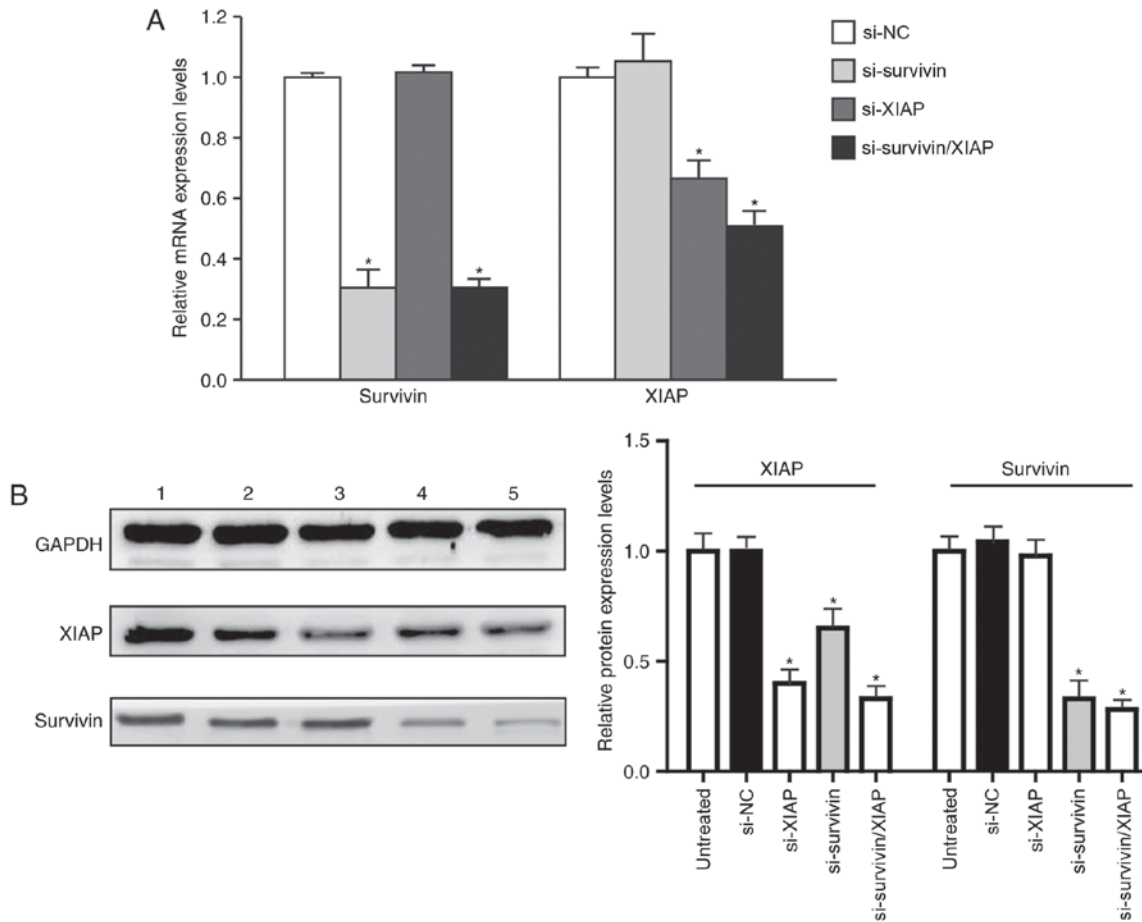 A
1.2
1.0
0.8
0.6
0.4
0.2
0.0
Relative mRNA expression levels
* * * *
Survivin XIAP
si-NC
si-survivin
si-XIAP
si-survivin/XIAP
B
1 2 3 4 5
GAPDH
XIAP
Survivin
1.5
1.0
0.5
0.0
Relative protein expression levels
XIAP Survivin
* * * * *
Untreated
si-NC
si-XIAP
si-survivin
si-survivin/XIAP
Untreated
si-NC
si-XIAP
si-survivin
si-survivin/XIAP